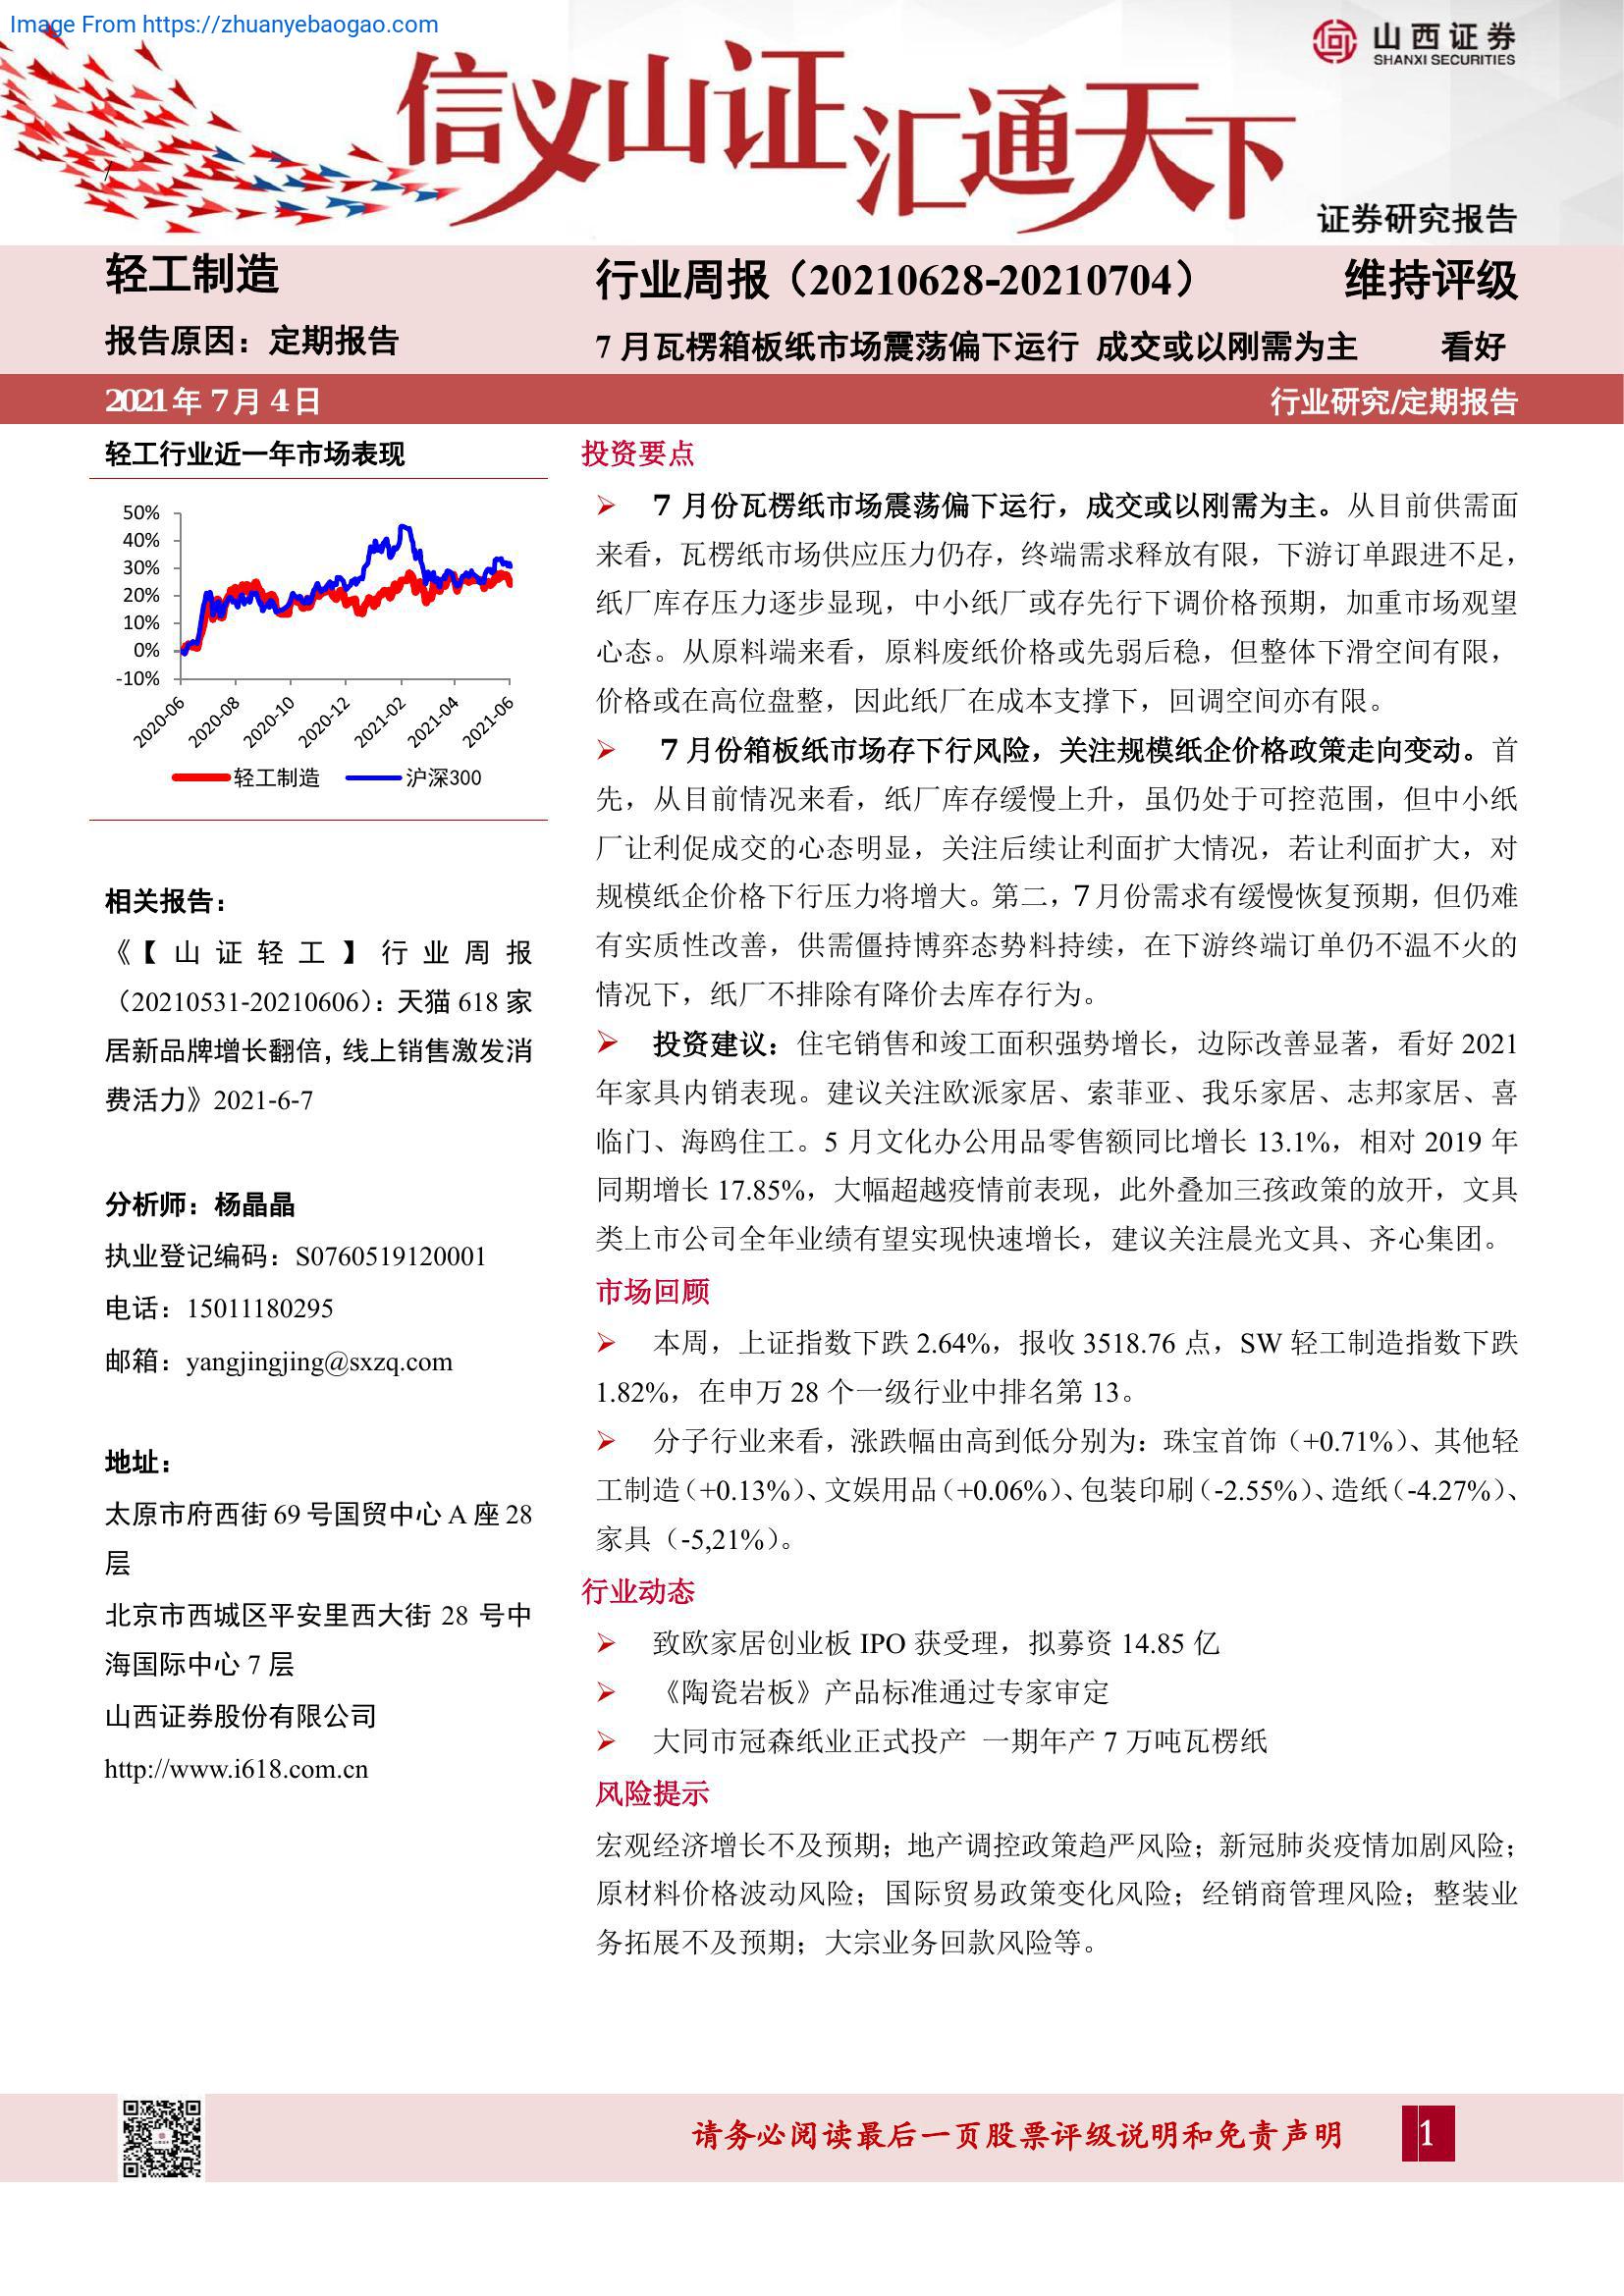 Image From https://zhuanyebaogao.com
山西证券
SHANXI SECURITIES
信义山证汇通天下
证券研究报告
轻工制造
报告原因：定期报告
行业周报（20210628-20210704）
维持评级
7 月瓦楞箱板纸市场震荡偏下运行 成交或以刚需为主
看好
2021 年 7 月 4 日
行业研究/定期报告
轻工行业近一年市场表现
50%
40%
30%
20%
10%
0%
-10%
2020-06
2020-08
2020-10
2020-12
2021-02
2021-04
2021-06
轻工制造
沪深300
相关报告：
《【山证轻工】行业周报
（20210531-20210606）：天猫 618 家
居新品牌增长翻倍，线上销售激发消
费活力》2021-6-7
分析师：杨晶晶
执业登记编码：S0760519120001
电话：15011180295
邮箱：yangjingjing@sxzq.com
地址：
太原市府西街 69 号国贸中心 A 座 28
层
北京市西城区平安里西大街 28 号中
海国际中心 7 层
山西证券股份有限公司
http://www.i618.com.cn
投资要点
➢ 7 月份瓦楞纸市场震荡偏下运行，成交或以刚需为主。从目前供需面
来看，瓦楞纸市场供应压力仍存，终端需求释放有限，下游订单跟进不足，
纸厂库存压力逐步显现，中小纸厂或存先行下调价格预期，加重市场观望
心态。从原料端来看，原料废纸价格或先弱后稳，但整体下滑空间有限，
价格或在高位盘整，因此纸厂在成本支撑下，回调空间亦有限。
➢ 7 月份箱板纸市场存下行风险，关注规模纸企价格政策走向变动。首
先，从目前情况来看，纸厂库存缓慢上升，虽仍处于可控范围，但中小纸
厂让利促成交的心态明显，关注后续让利面扩大情况，若让利面扩大，对
规模纸企价格下行压力将增大。第二，7 月份需求有缓慢恢复预期，但仍难
有实质性改善，供需僵持博弈态势料持续，在下游终端订单仍不温不火的
情况下，纸厂不排除有降价去库存行为。
➢ 投资建议：住宅销售和竣工面积强势增长，边际改善显著，看好 2021
年家具内销表现。建议关注欧派家居、索菲亚、我乐家居、志邦家居、喜
临门、海鸥住工。5 月文化办公用品零售额同比增长 13.1%，相对 2019 年
同期增长 17.85%，大幅超越疫情前表现，此外叠加三孩政策的放开，文具
类上市公司全年业绩有望实现快速增长，建议关注晨光文具、齐心集团。
市场回顾
➢ 本周，上证指数下跌 2.64%，报收 3518.76 点，SW 轻工制造指数下跌
1.82%，在申万 28 个一级行业中排名第 13。
➢ 分子行业来看，涨跌幅由高到低分别为：珠宝首饰（+0.71%）、其他轻
工制造（+0.13%）、文娱用品（+0.06%）、包装印刷（-2.55%）、造纸（-4.27%）、
家具（-5,21%）。
行业动态
➢ 致欧家居创业板 IPO 获受理，拟募资 14.85 亿
➢ 《陶瓷岩板》产品标准通过专家审定
➢ 大同市冠森纸业正式投产 一期年产 7 万吨瓦楞纸
风险提示
宏观经济增长不及预期；地产调控政策趋严风险；新冠肺炎疫情加剧风险；
原材料价格波动风险；国际贸易政策变化风险；经销商管理风险；整装业
务拓展不及预期；大宗业务回款风险等。
请务必阅读最后一页股票评级说明和免责声明
1